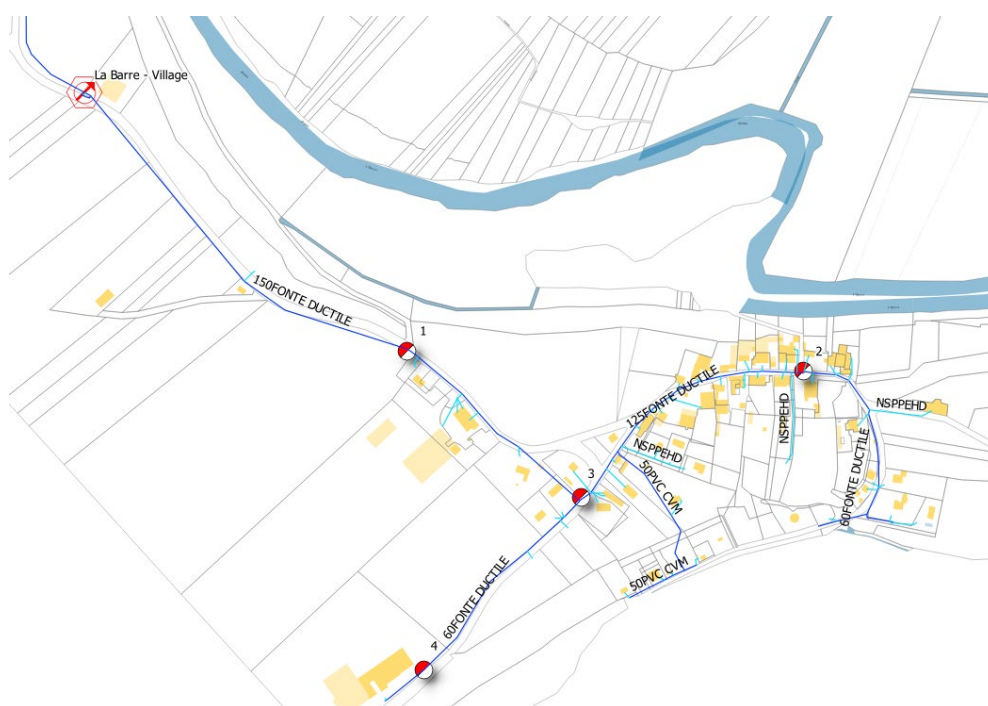 La Barre - Village
150FONTE DUCTILE
1
2
125FONTE DUCTILE
NSPPEHD
NSPPEHD
NSPPEHD
60FONTE DUCTILE
3
50PVC CVM
50PVC CVM
60FONTE DUCTILE
4